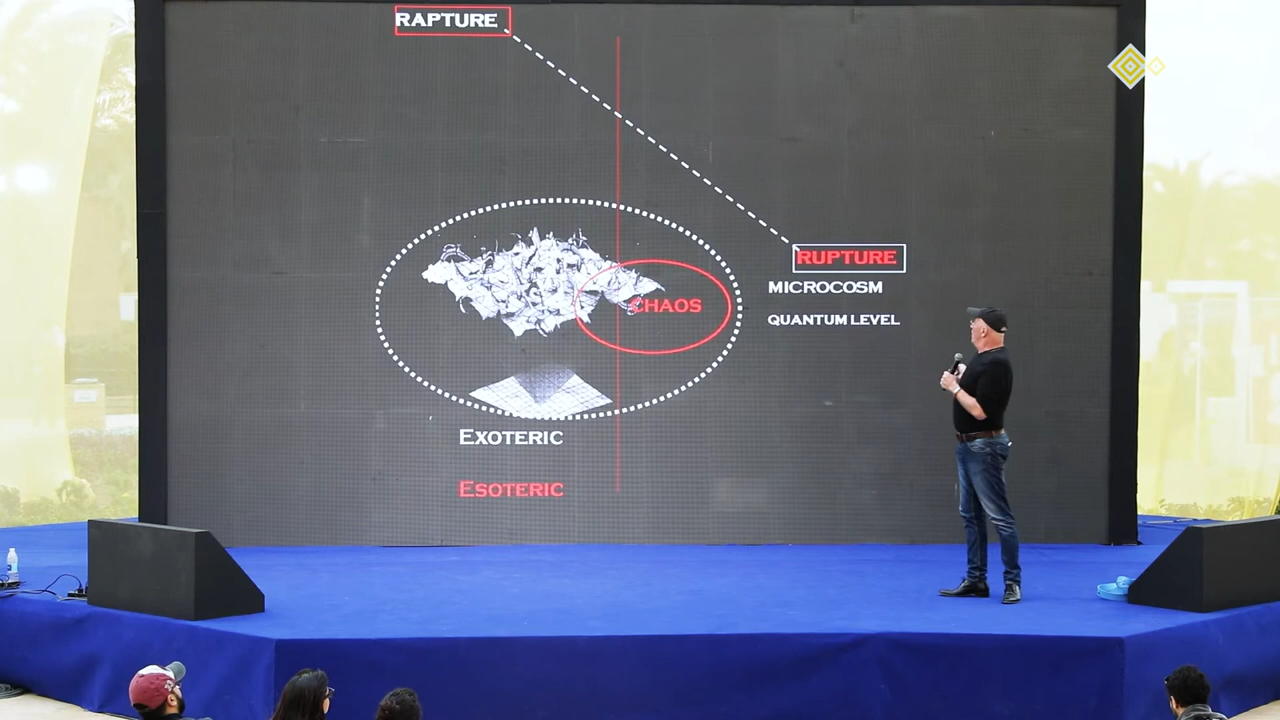 RAPTURE
RUPTURE
MICROCOSM
CHAOS
QUANTUM LEVEL
EXOTERIC
ESOTERIC